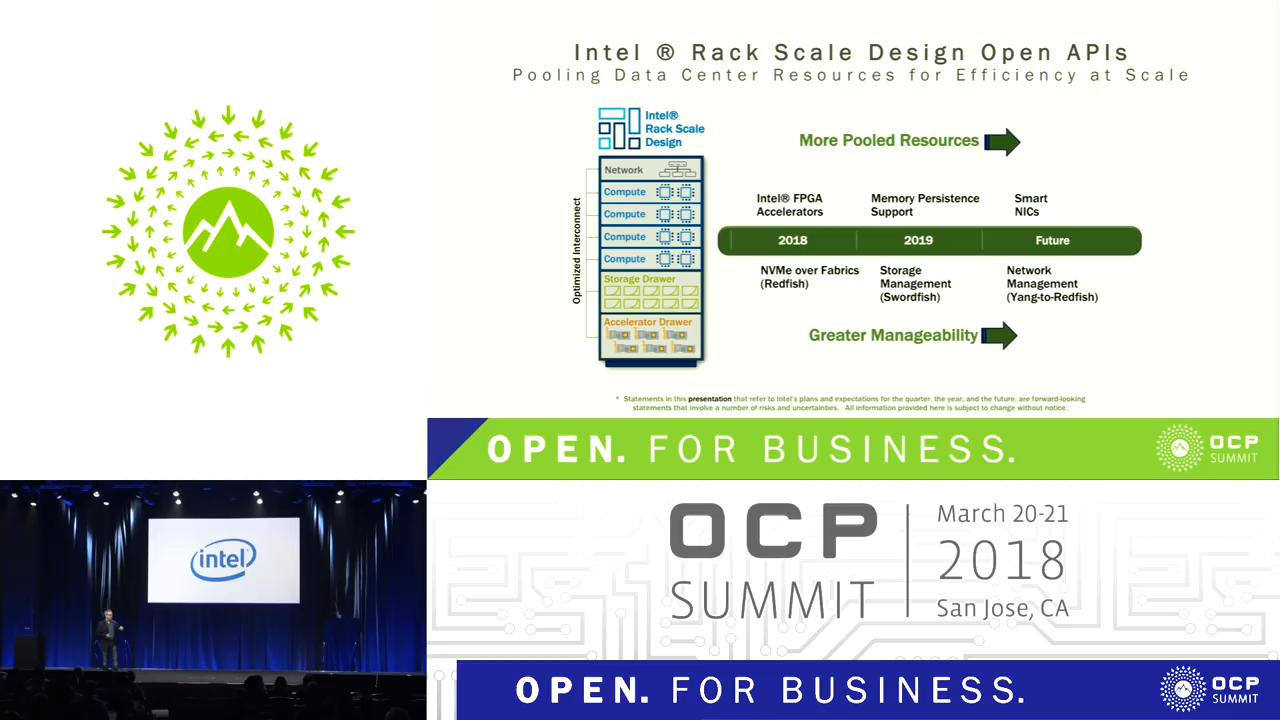 Intel ® Rack Scale Design Open APIs
Pooling Data Center Resources for Efficiency at Scale
Intel®
Rack Scale
Design
Optimized Interconnect
Network
Compute
Compute
Compute
Compute
Storage Drawer
Accelerator Drawer
More Pooled Resources
Intel® FPGA
Accelerators
Memory Persistence
Support
Smart
NICs
2018
2019
Future
NVMe over Fabrics
(Redfish)
Storage
Management
(Swordfish)
Network
Management
(Yang-to-Redfish)
Greater Manageability
* Statements in this presentation that refer to Intel's plans and expectations for the quarter, the year, and the future, are forward-looking
statements that involve a number of risks and uncertainties. All information provided here is subject to change without notice.
OPEN. FOR BUSINESS.
OCP
SUMMIT
intel
OCP
SUMMIT
March 20-21
2018
San Jose, CA
OPEN. FOR BUSINESS.
OCP
SUMMIT